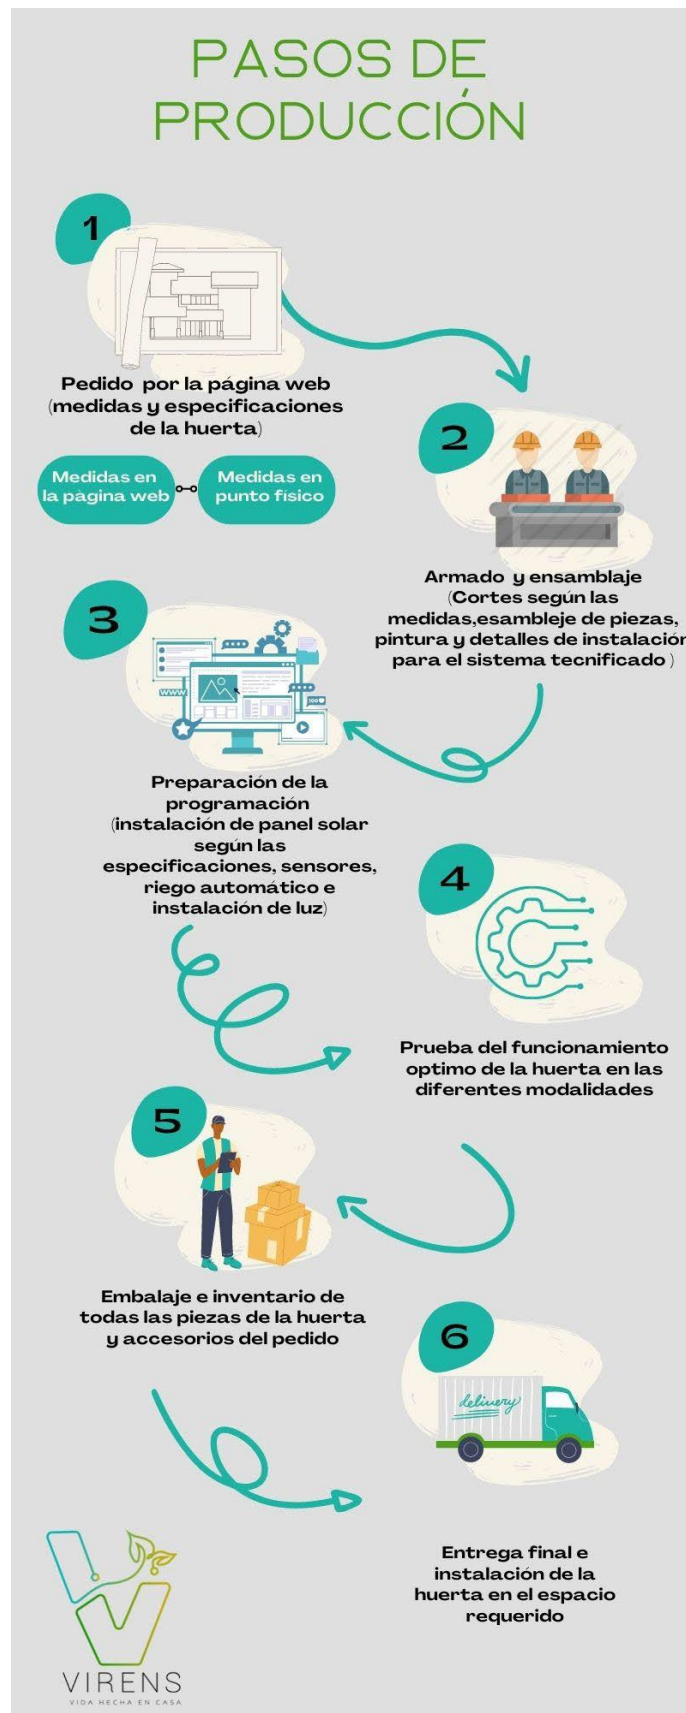 PASOS DE
PRODUCCIÓN
1
Pedido por la página web
(medidas y especificaciones
de la huerta)
Medidas en
la página web
Medidas en
punto físico
2
Armado y ensamblaje
(Cortes según las
medidas,esambleje de piezas,
pintura y detalles de instalación
para el sistema tecnificado )
3
WWW
100
Preparación de la
programación
(instalación de panel solar
según las
especificaciones, sensores,
riego automático e
instalación de luz)
4
Prueba del funcionamiento
optimo de la huerta en las
diferentes modalidades
5
Embalaje e inventario de
todas las piezas de la huerta
y accesorios del pedido
6
delivery
Entrega final e
instalación de la
huerta en el espacio
requerido
VIRENS
VIDA HECHA EN CASA